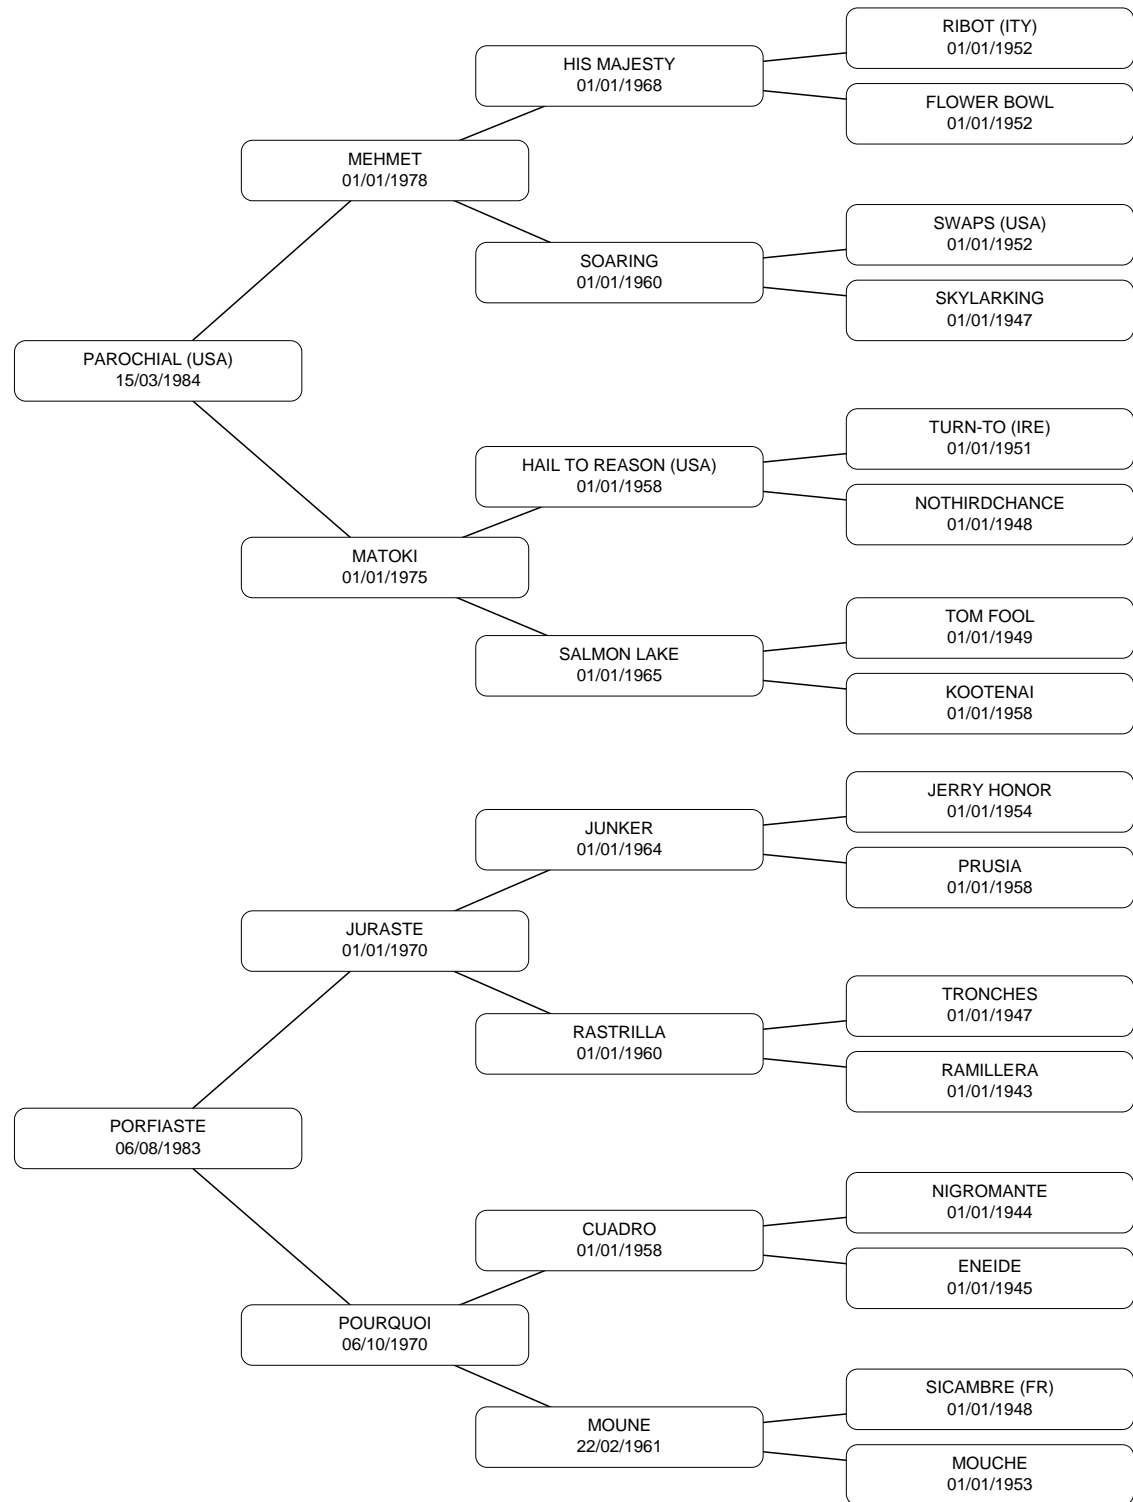 RIBOT (ITY)
01/01/1952
HIS MAJESTY
01/01/1968
FLOWER BOWL
01/01/1952
MEHMET
01/01/1978
SWAPS (USA)
01/01/1952
SOARING
01/01/1960
SKYLARKING
01/01/1947
PAROCHIAL (USA)
15/03/1984
TURN-TO (IRE)
01/01/1951
HAIL TO REASON (USA)
01/01/1958
NOTHIRDCHANCE
01/01/1948
MATOKI
01/01/1975
TOM FOOL
01/01/1949
SALMON LAKE
01/01/1965
KOOTENAI
01/01/1958
JERRY HONOR
01/01/1954
JUNKER
01/01/1964
PRUSIA
01/01/1958
JURASTE
01/01/1970
TRONCHES
01/01/1947
RASTRILLA
01/01/1960
RAMILLERA
01/01/1943
PORFIASTE
06/08/1983
NIGROMANTE
01/01/1944
CUADRO
01/01/1958
ENEIDE
01/01/1945
POURQUOI
06/10/1970
SICAMBRE (FR)
01/01/1948
MOUNE
22/02/1961
MOUCHE
01/01/1953